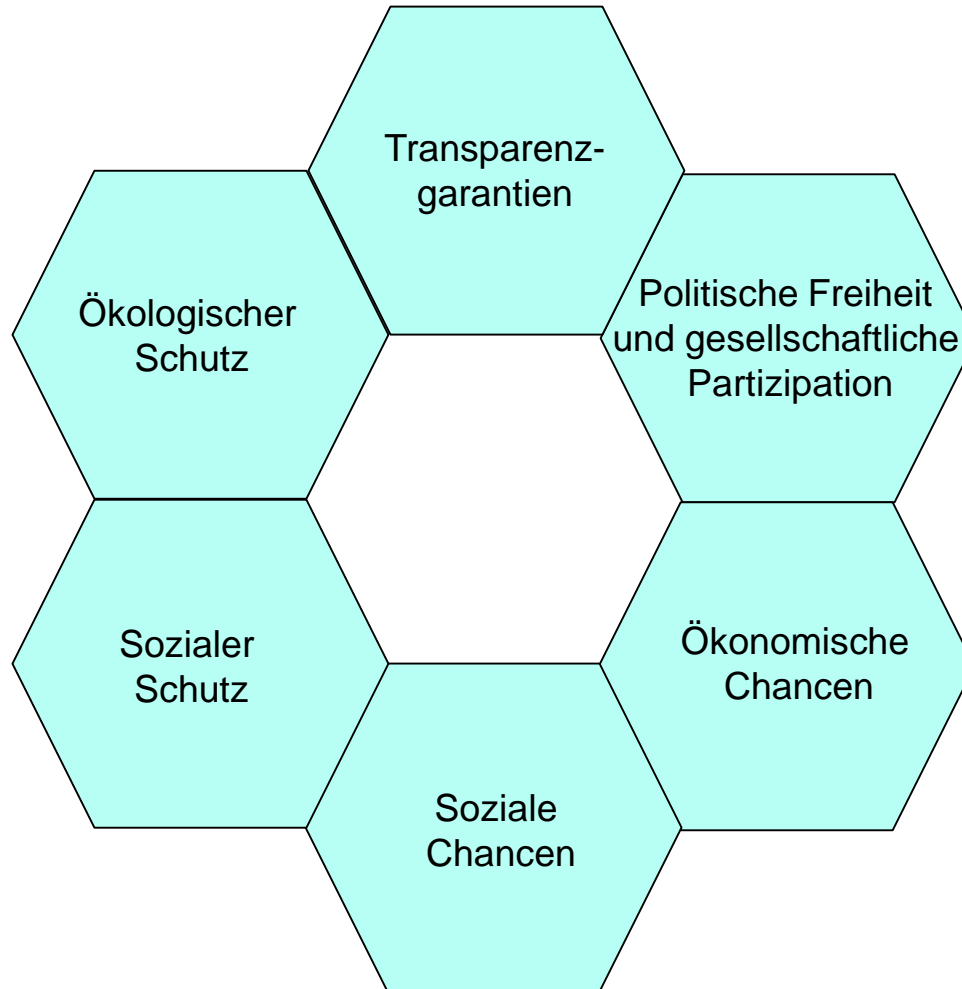 Transparenz-
garantien
Ökologischer
Schutz
Politische Freiheit
und gesellschaftliche
Partizipation
Sozialer
Schutz
Ökonomische
Chancen
Soziale
Chancen